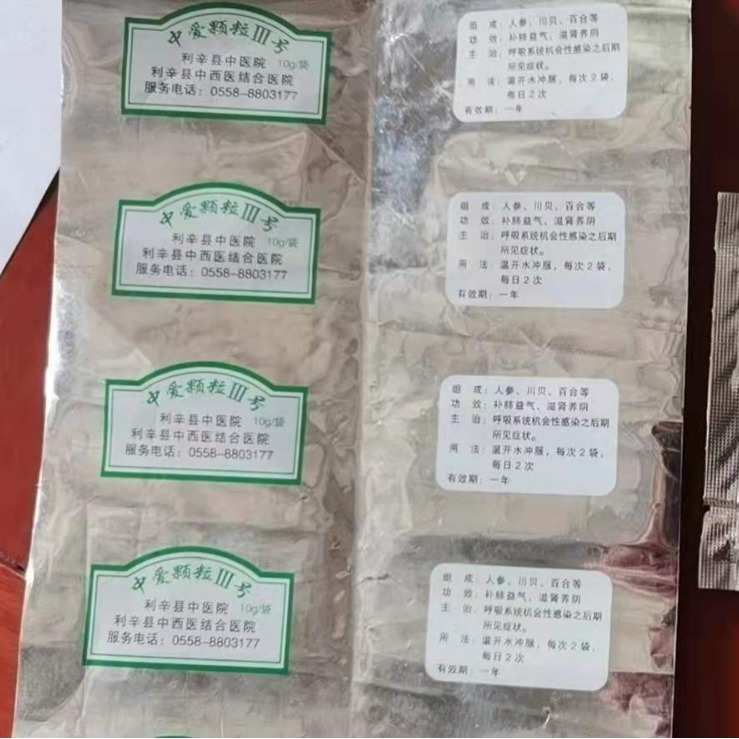 中爱颗粒III号
利辛县中医院 10g/袋
利辛县中西医结合医院
服务电话：0558-8803177
组 成：人参、川贝、百合等
功 效：补肺益气、滋肾养阴
主 治：呼吸系统机会性感染之后期
所见症状。
用 法：温开水冲服，每次2袋、
每日2次
有效期：一年
中爱颗粒III号
利辛县中医院 10g/袋
利辛县中西医结合医院
服务电话：0558-8803177
组 成：人参、川贝、百合等
功 效：补肺益气、滋肾养阴
主 治：呼吸系统机会性感染之后期
所见症状。
用 法：温开水冲服，每次2袋、
每日2次
有效期：一年
中爱颗粒III号
利辛县中医院 10g/袋
利辛县中西医结合医院
服务电话：0558-8803177
组 成：人参、川贝、百合等
功 效：补肺益气、滋肾养阴
主 治：呼吸系统机会性感染之后期
所见症状。
用 法：温开水冲服，每次2袋、
每日2次
有效期：一年
中爱颗粒III号
利辛县中医院 10g/袋
利辛县中西医结合医院
服务电话：0558-8803177
组 成：人参、川贝、百合等
功 效：补肺益气、滋肾养阴
主 治：呼吸系统机会性感染之后期
所见症状。
用 法：温开水冲服，每次2袋、
每日2次
有效期：一年